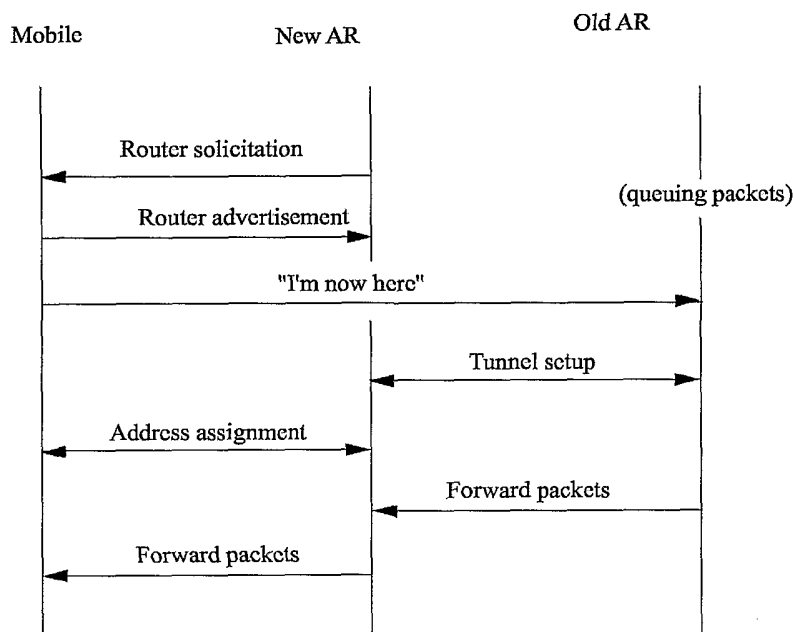 Mobile
New AR
Old AR
Router solicitation
(queuing packets)
Router advertisement
"I'm now here"
Tunnel setup
Address assignment
Forward packets
Forward packets